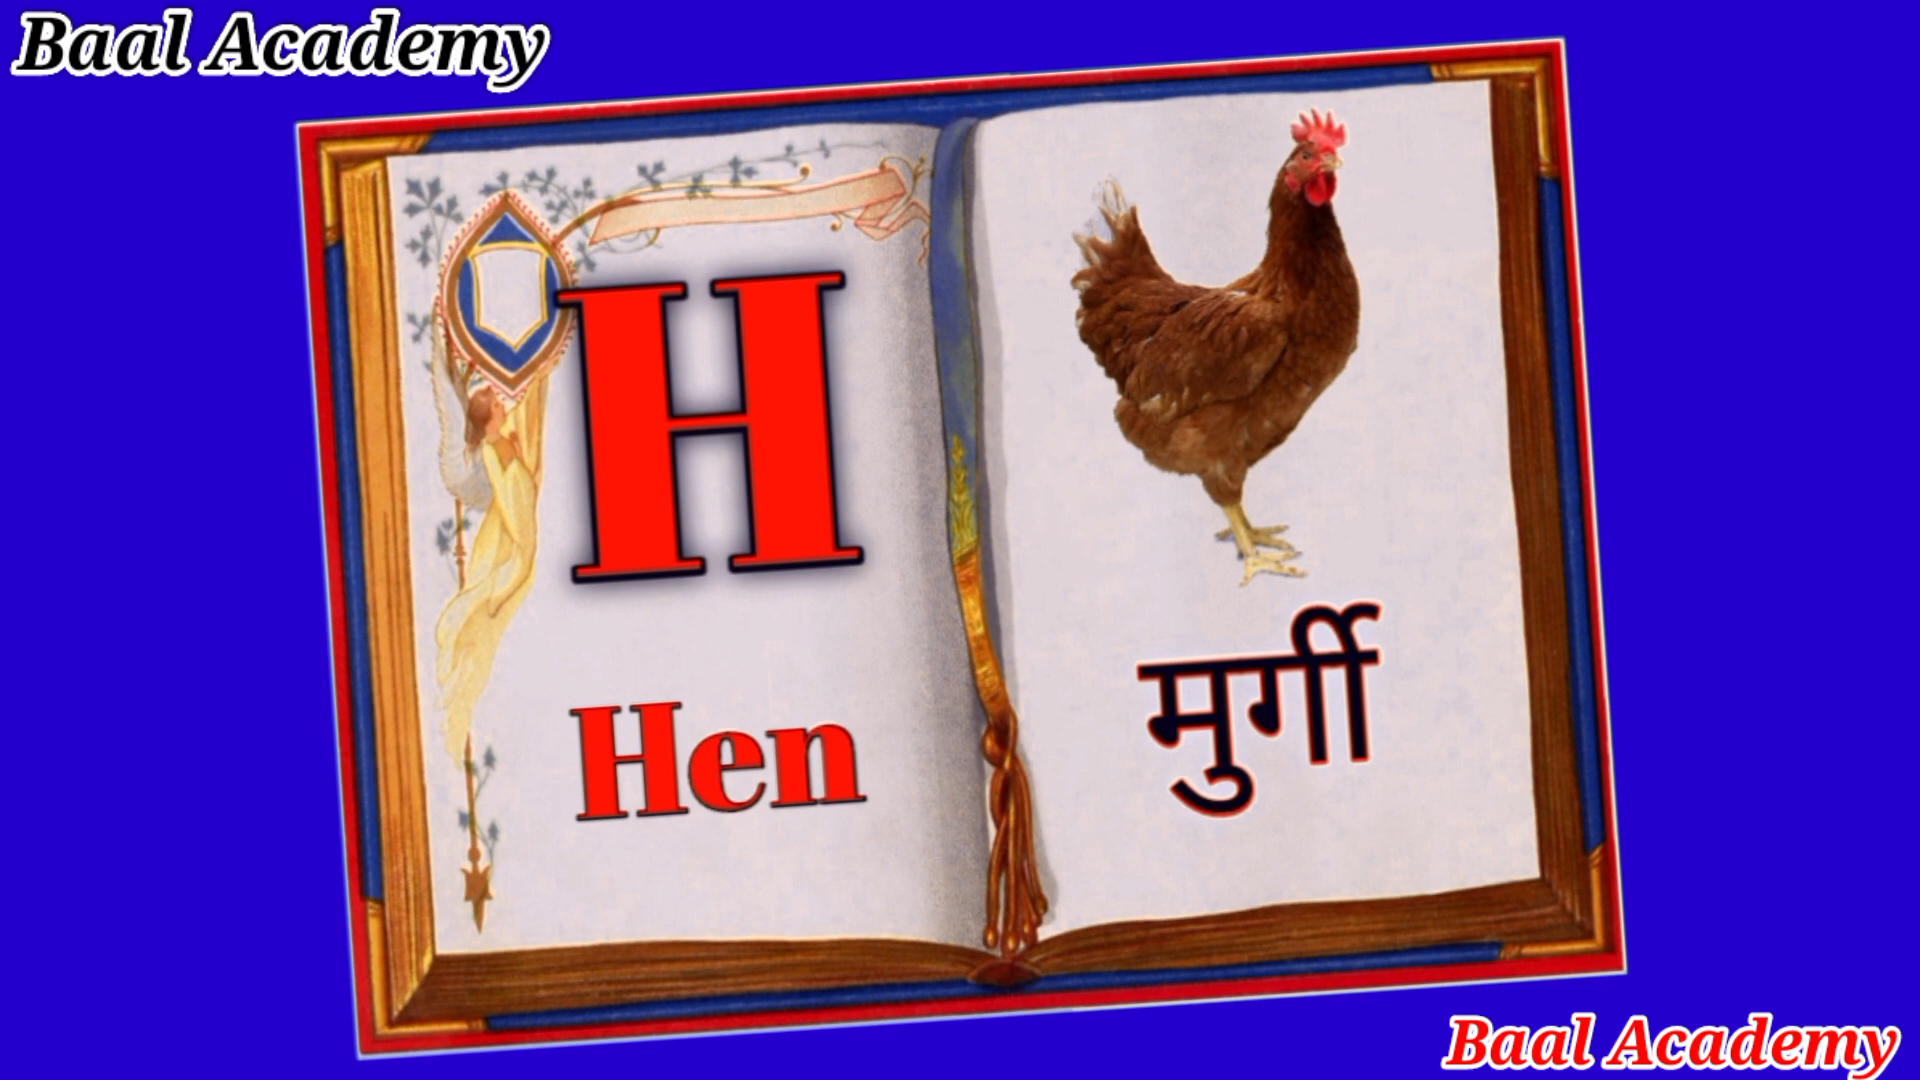 Baal Academy
H
Hen
मुर्गी
Baal Academy